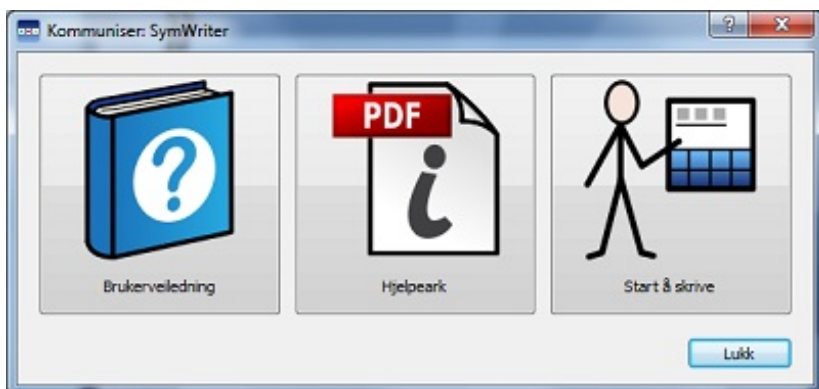 Kommuniser: SymWriter
PDF
i
Brukerveiledning
Hjelpeark
Start å skrive
Lukk